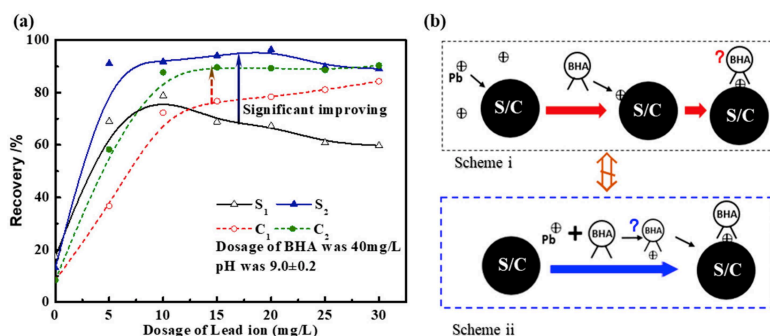 (a)
100
80
60
40
20
0
Recovery /%
Significant improving
S1 S2
C1 C2
Dosage of BHA was 40mg/L
pH was 9.0±0.2
0 5 10 15 20 25 30
Dosage of Lead ion (mg/L)
(b)
Pb
S/C
BHA
S/C
?
BHA
S/C
Scheme i
S/C
Pb
+
BHA
?
BHA
BHA
S/C
Scheme ii